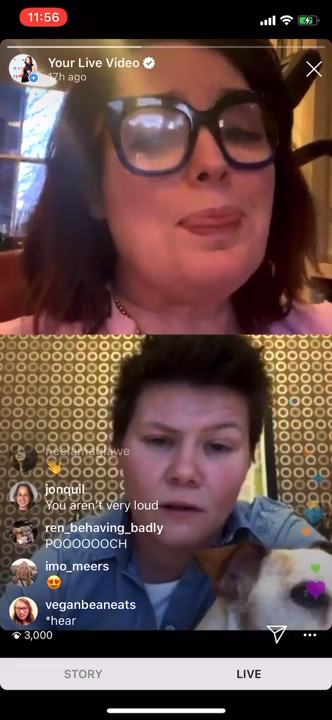 11:56
Your Live Video
17h ago
neelamaglawe
jonquil
You aren't very loud
ren_behaving_badly
POOOOOOCH
imo_meers
veganbeaneats
*hear
3,000
STORY
LIVE